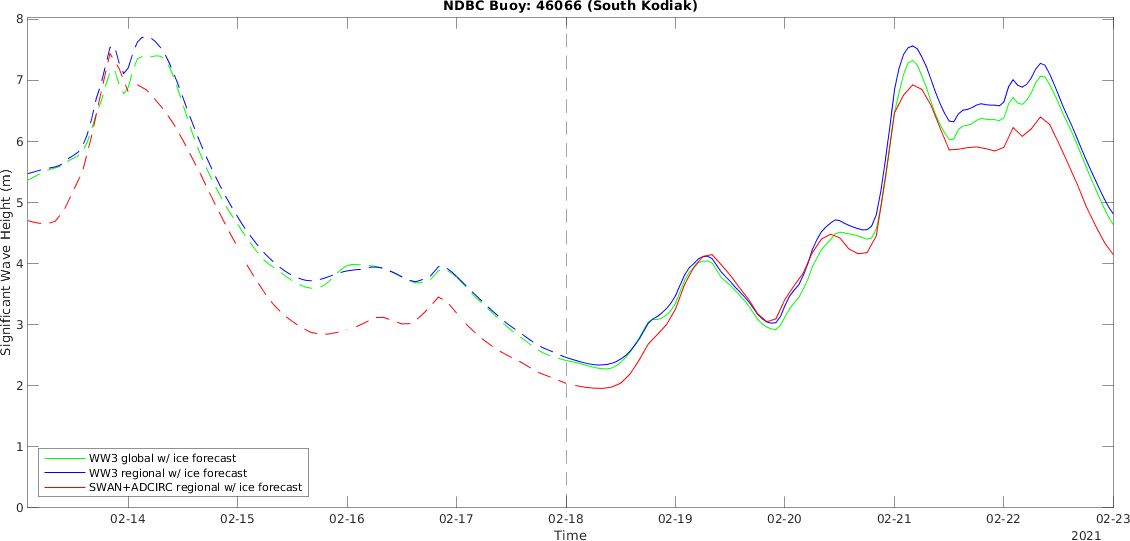 NDBC Buoy: 46066 (South Kodiak)
8
7
6
5
4
3
2
1
0
Significant Wave Height (m)
WW3 global w/ ice forecast
WW3 regional w/ ice forecast
SWAN+ADCIRC regional w/ ice forecast
02-14 02-15 02-16 02-17 02-18 02-19 02-20 02-21 02-22 02-23
Time
2021